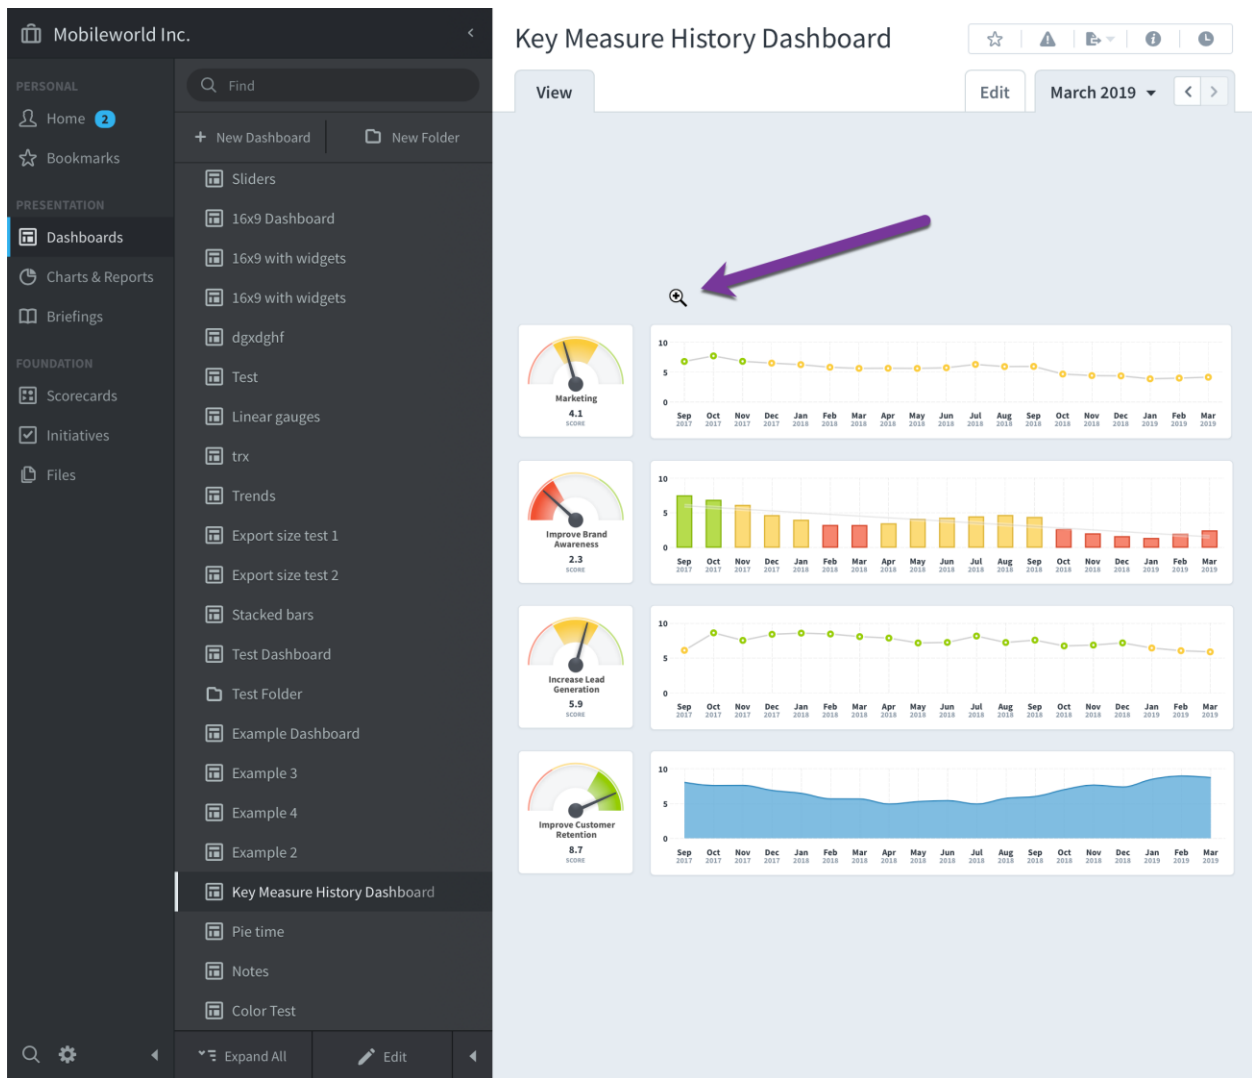 Mobileworld Inc.
PERSONAL
Home 2
Bookmarks
PRESENTATION
Dashboards
Charts & Reports
Briefings
FOUNDATION
Scorecards
Initiatives
Files
Find
New Dashboard New Folder
Sliders
16x9 Dashboard
16x9 with widgets
16x9 with widgets
dgxdghf
Test
Linear gauges
trx
Trends
Export size test 1
Export size test 2
Stacked bars
Test Dashboard
Test Folder
Example Dashboard
Example 3
Example 4
Example 2
Key Measure History Dashboard
Pie time
Notes
Color Test
Expand All Edit
Key Measure History Dashboard
View Edit March 2019
Marketing
4.1
SCORE
10
5
0
Sep Oct Nov Dec Jan Feb Mar Apr May Jun Jul Aug Sep Oct Nov Dec Jan Feb Mar
2017 2017 2017 2017 2018 2018 2018 2018 2018 2018 2018 2018 2018 2018 2018 2018 2019 2019 2019
Improve Brand
Awareness
2.3
SCORE
10
5
0
Sep Oct Nov Dec Jan Feb Mar Apr May Jun Jul Aug Sep Oct Nov Dec Jan Feb Mar
2017 2017 2017 2017 2018 2018 2018 2018 2018 2018 2018 2018 2018 2018 2018 2018 2019 2019 2019
Increase Lead
Generation
5.9
SCORE
10
5
0
Sep Oct Nov Dec Jan Feb Mar Apr May Jun Jul Aug Sep Oct Nov Dec Jan Feb Mar
2017 2017 2017 2017 2018 2018 2018 2018 2018 2018 2018 2018 2018 2018 2018 2018 2019 2019 2019
Improve Customer
Retention
8.7
SCORE
10
5
0
Sep Oct Nov Dec Jan Feb Mar Apr May Jun Jul Aug Sep Oct Nov Dec Jan Feb Mar
2017 2017 2017 2017 2018 2018 2018 2018 2018 2018 2018 2018 2018 2018 2018 2018 2019 2019 2019